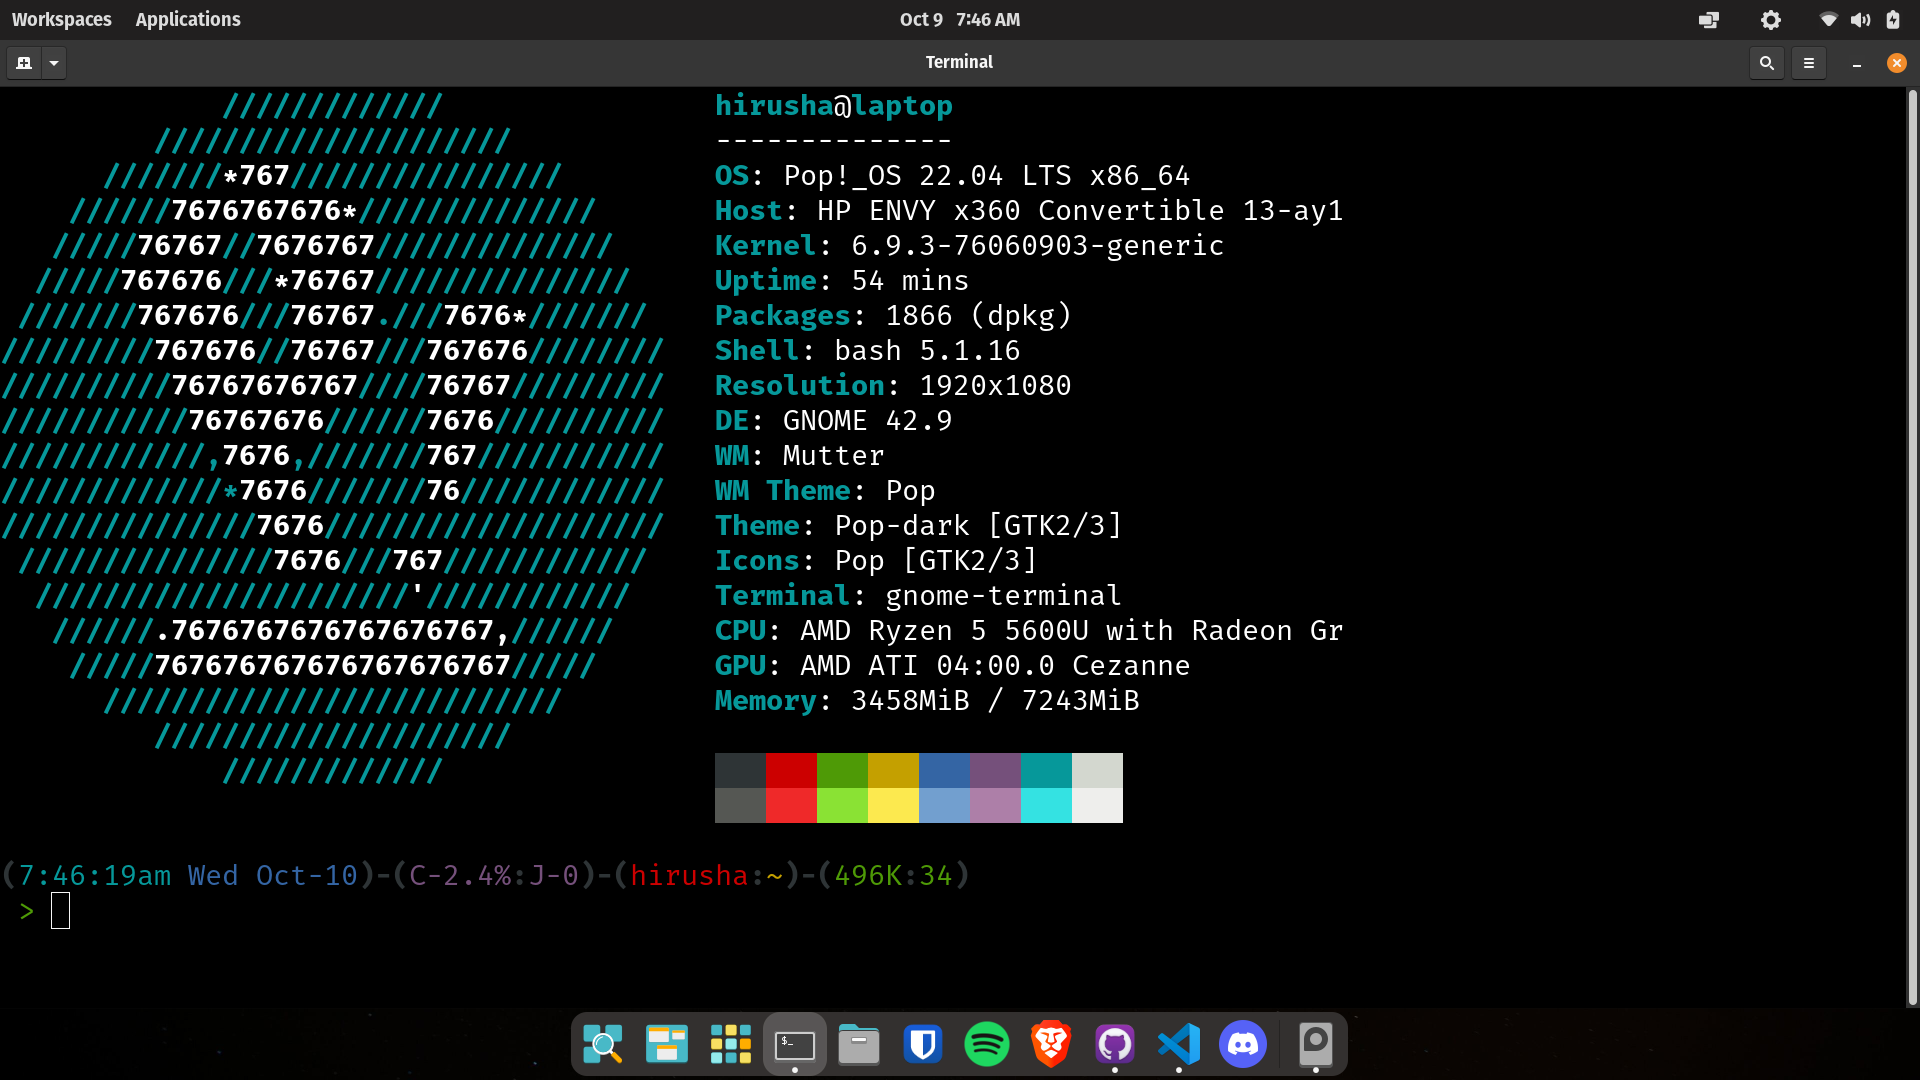 Workspaces Applications Oct 9 7:46 AM
Terminal
/////////////
/////////////////////
///////*767////////////////
//////7676767676*//////////////
/////76767//7676767//////////////
/////767676///*76767///////////////
///////767676///76767.///7676*///////
/////////767676//76767///767676////////
//////////76767676767////76767/////////
///////////76767676//////7676//////////
////////////,7676,///////767///////////
/////////////*7676///////76////////////
///////////////7676////////////////////
///////////////7676///767////////////
//////////////////////'////////////
//////.7676767676767676767,//////
/////767676767676767676767/////
///////////////////////////
/////////////////////
/////////////
hirusha@laptop
--------------
OS: Pop!_OS 22.04 LTS x86_64
Host: HP ENVY x360 Convertible 13-ay1
Kernel: 6.9.3-76060903-generic
Uptime: 54 mins
Packages: 1866 (dpkg)
Shell: bash 5.1.16
Resolution: 1920x1080
DE: GNOME 42.9
WM: Mutter
WM Theme: Pop
Theme: Pop-dark [GTK2/3]
Icons: Pop [GTK2/3]
Terminal: gnome-terminal
CPU: AMD Ryzen 5 5600U with Radeon Gr
GPU: AMD ATI 04:00.0 Cezanne
Memory: 3458MiB / 7243MiB
(7:46:19am Wed Oct-10)-(C-2.4%:J-0)-(hirusha:~)-(496K:34)
>
$_